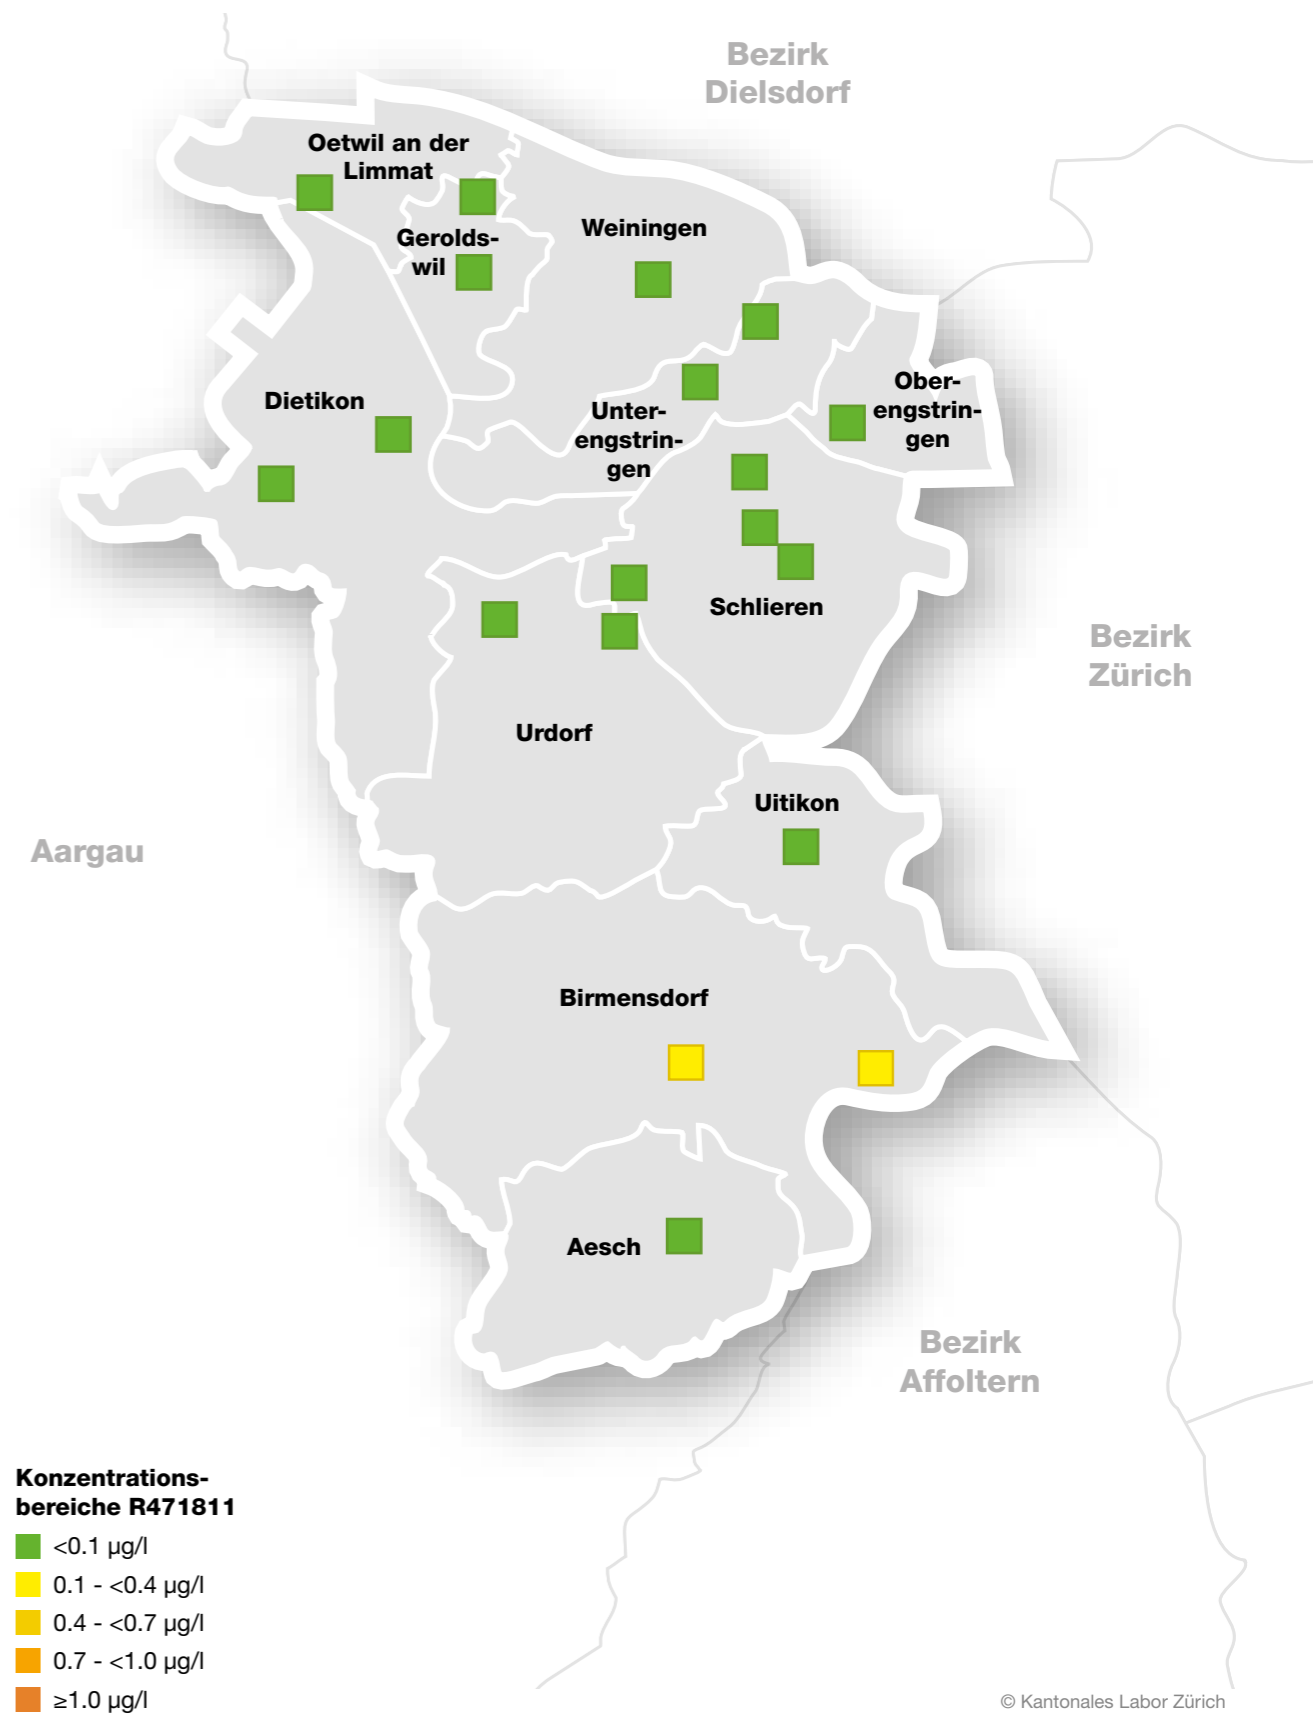 Bezirk
Dielsdorf
Oetwil an der
Limmat
Gerolds-
wil
Weiningen
Dietikon
Unter-
engstrin-
gen
Ober-
engstrin-
gen
Schlieren
Bezirk
Zürich
Urdorf
Uitikon
Aargau
Birmensdorf
Aesch
Bezirk
Affoltern
Konzentrations-
bereiche R471811
<0.1 µg/l
0.1 - <0.4 µg/l
0.4 - <0.7 µg/l
0.7 - <1.0 µg/l
≥1.0 µg/l
© Kantonales Labor Zürich